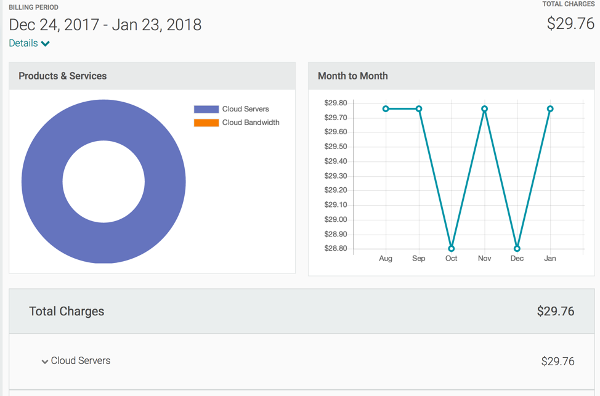 BILLING PERIOD
Dec 24, 2017 - Jan 23, 2018
Details
TOTAL CHARGES
$29.76
Products & Services
Cloud Servers
Cloud Bandwidth
Month to Month
$29.80
$29.70
$29.60
$29.50
$29.40
$29.30
$29.20
$29.10
$29.00
$28.90
$28.80
Aug Sep Oct Nov Dec Jan
Total Charges $29.76
Cloud Servers $29.76